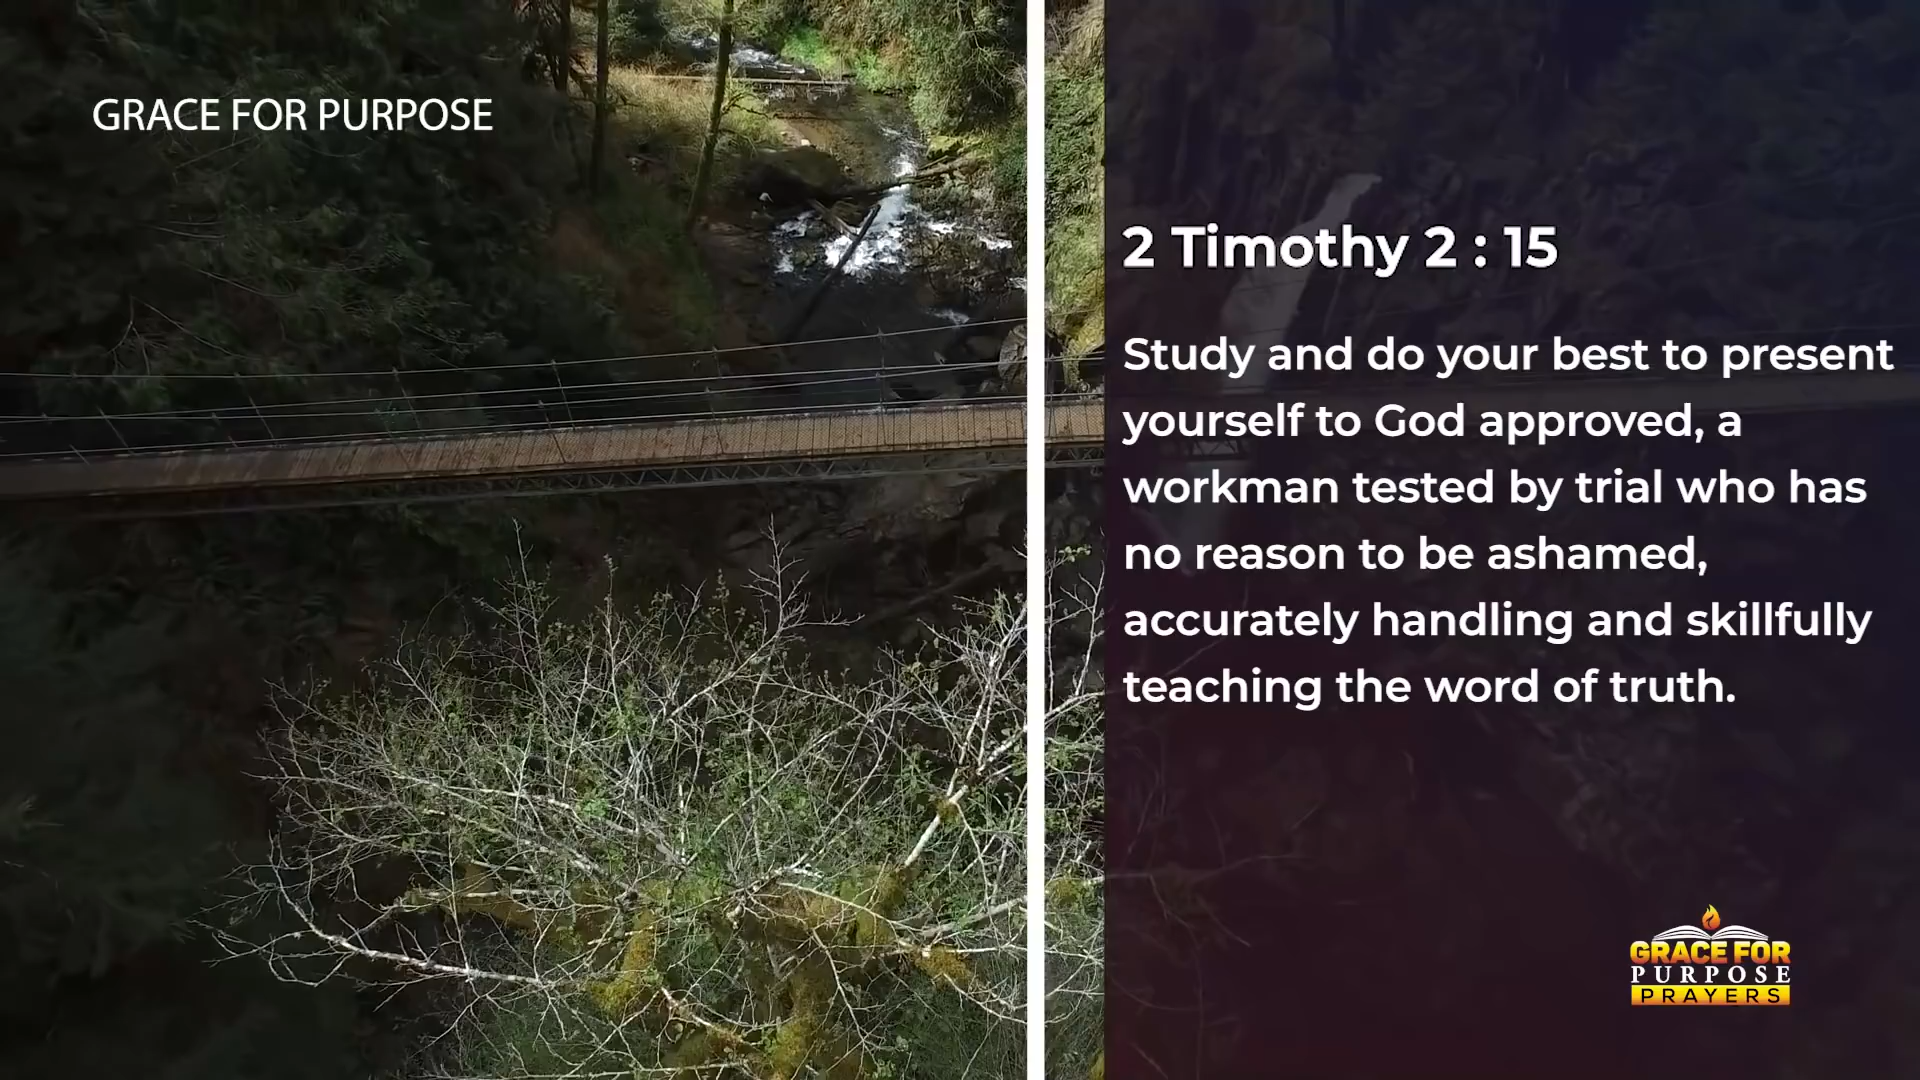 GRACE FOR PURPOSE
2 Timothy 2 : 15
Study and do your best to present
yourself to God approved, a
workman tested by trial who has
no reason to be ashamed,
accurately handling and skillfully
teaching the word of truth.
GRACE FOR
PURPOSE
PRAYERS